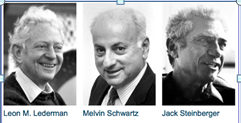 Leon M. Lederman
Melvin Schwartz
Jack Steinberger